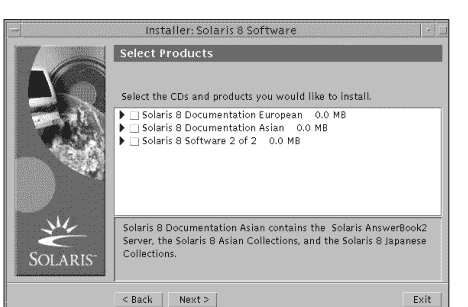 Installer: Solaris 8 Software
Select Products
Select the CDs and products you would like to install.
Solaris 8 Documentation European 0.0 MB
Solaris 8 Documentation Asian 0.0 MB
Solaris 8 Software 2 of 2 0.0 MB
Solaris 8 Documentation Asian contains the Solaris AnswerBook2
Server, the Solaris 8 Asian Collections, and the Solaris 8 Japanese
Collections.
SOLARIS™
< Back Next > Exit